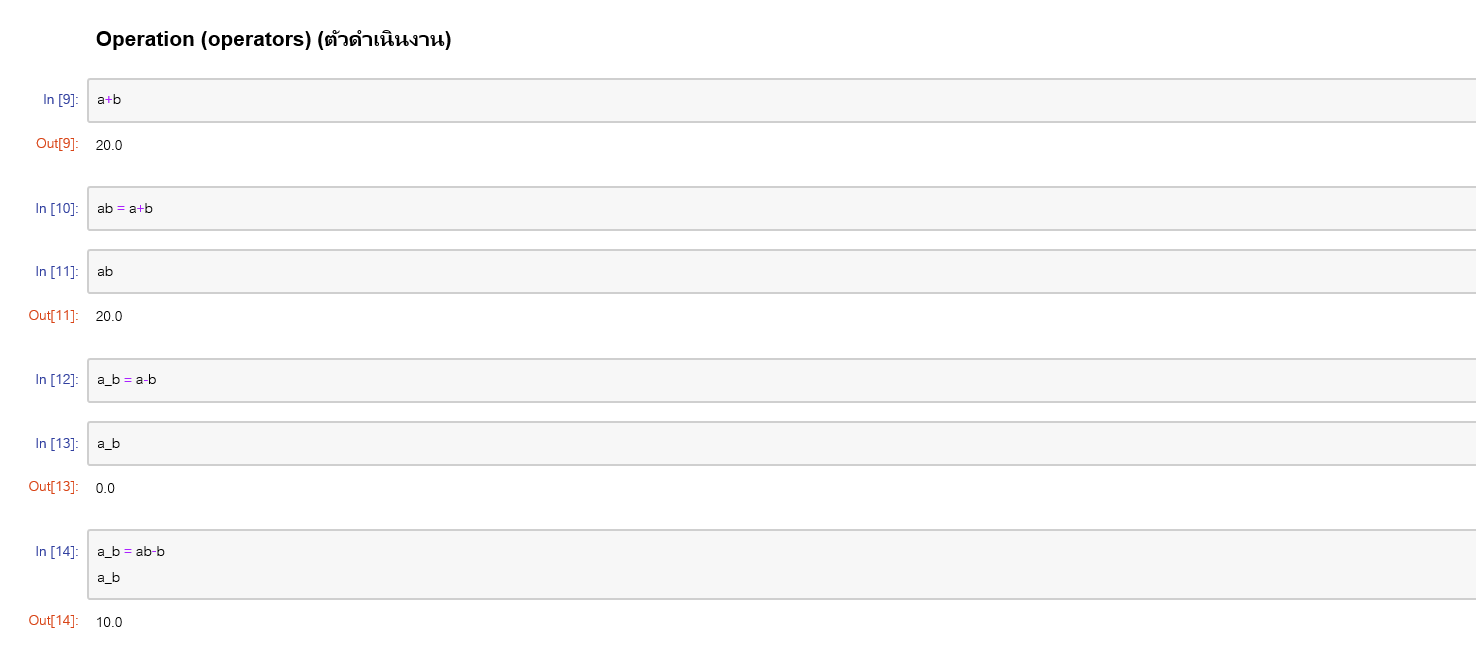 Operation (operators) (ตัวดำเนินงาน)
In [9]: a+b
Out[9]: 20.0
In [10]: ab = a+b
In [11]: ab
Out[11]: 20.0
In [12]: a_b = a-b
In [13]: a_b
Out[13]: 0.0
In [14]: a_b = ab-b
a_b
Out[14]: 10.0